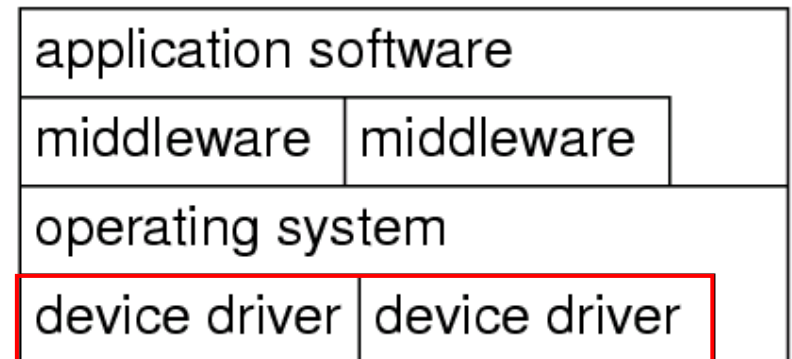 application software
middleware middleware
operating system
device driver device driver